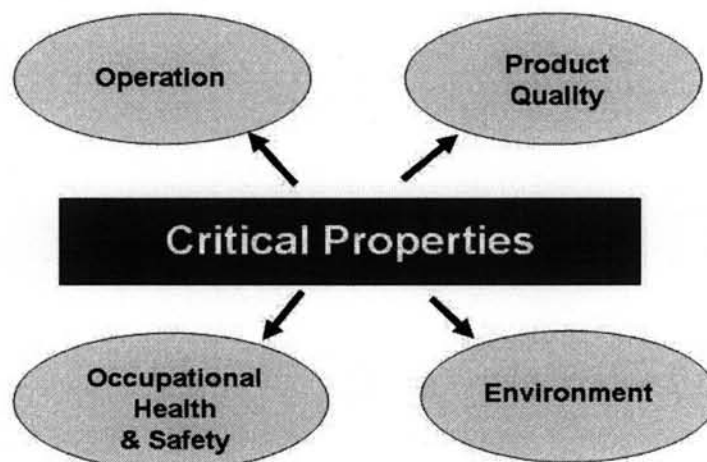 Operation
Product
Quality
Critical Properties
Occupational
Health
& Safety
Environment